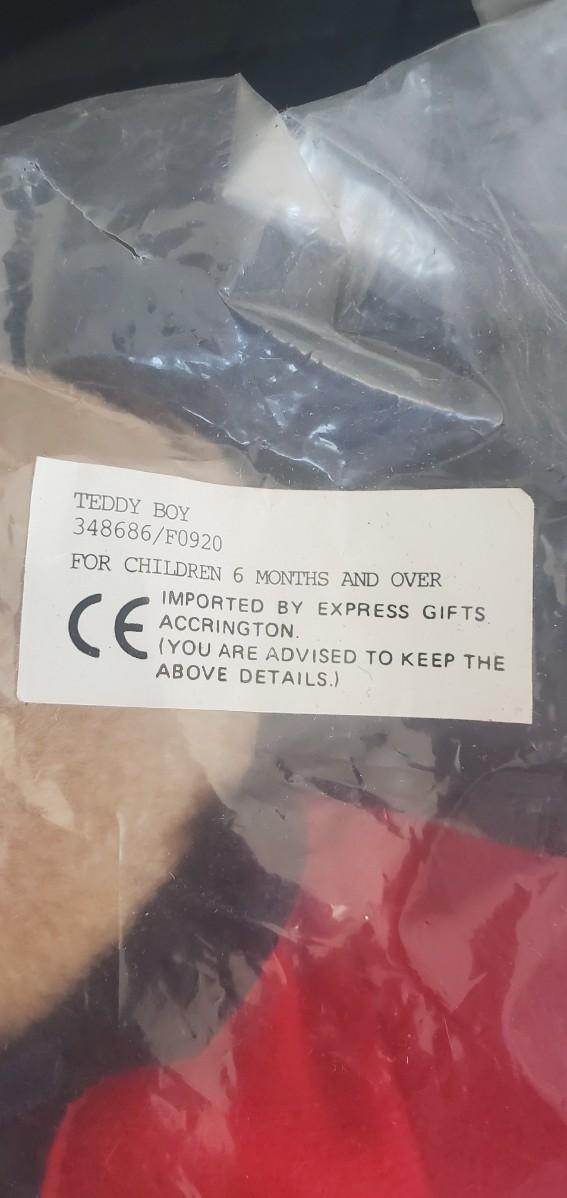 TEDDY BOY
348686/F0920
FOR CHILDREN 6 MONTHS AND OVER
CE IMPORTED BY EXPRESS GIFTS.
ACCRINGTON.
(YOU ARE ADVISED TO KEEP THE
ABOVE DETAILS.)